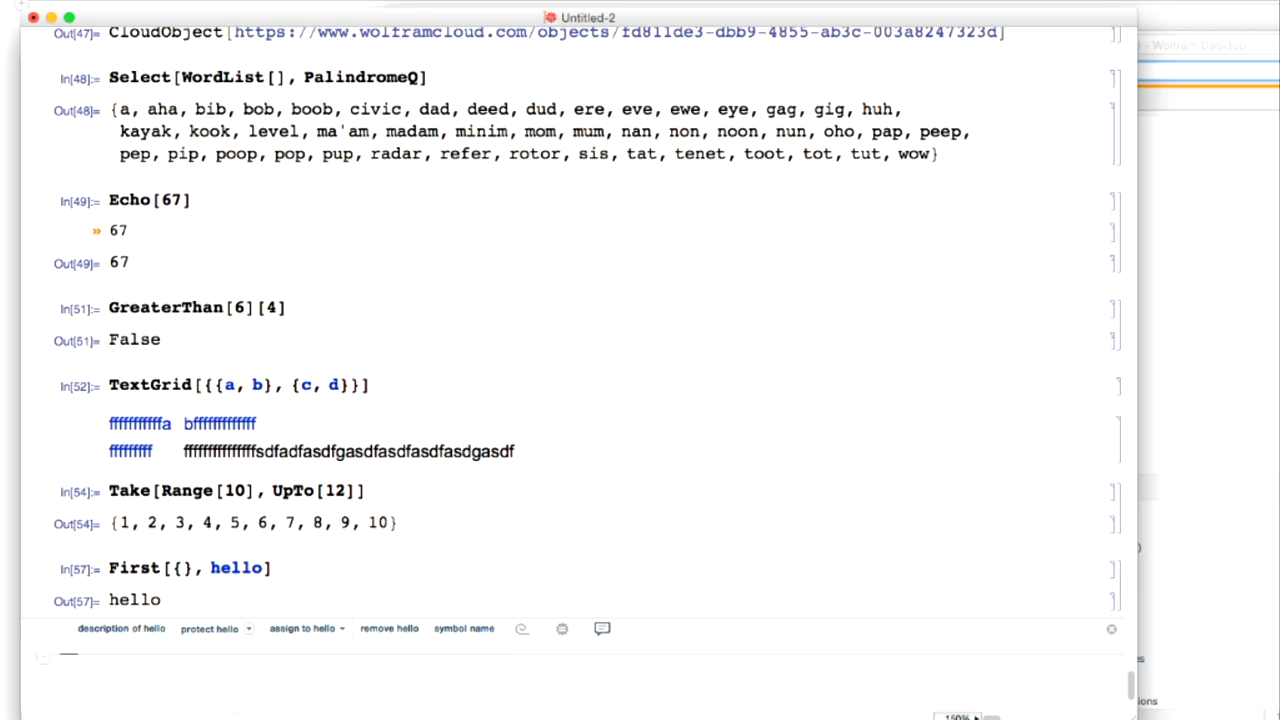 Untitled-2
- Wolfram Desktop
Out[47]= CloudObject[https://www.wolframcloud.com/objects/fd811de3-dbb9-4855-ab3c-003a8247323d]
In[48]:= Select[WordList[], PalindromeQ]
Out[48]= {a, aha, bib, bob, boob, civic, dad, deed, dud, ere, eve, ewe, eye, gag, gig, huh,
kayak, kook, level, ma'am, madam, minim, mom, mum, nan, non, noon, nun, oho, pap, peep,
pep, pip, poop, pop, pup, radar, refer, rotor, sis, tat, tenet, toot, tot, tut, wow}
In[49]:= Echo[67]
» 67
Out[49]= 67
In[51]:= GreaterThan[6][4]
Out[51]= False
In[52]:= TextGrid[{{a, b}, {c, d}}]
In[54]:= Take[Range[10], UpTo[12]]
Out[54]= {1, 2, 3, 4, 5, 6, 7, 8, 9, 10}
In[57]:= First[{}, hello]
Out[57]= hello
description of hello protect hello assign to hello remove hello symbol name
150%